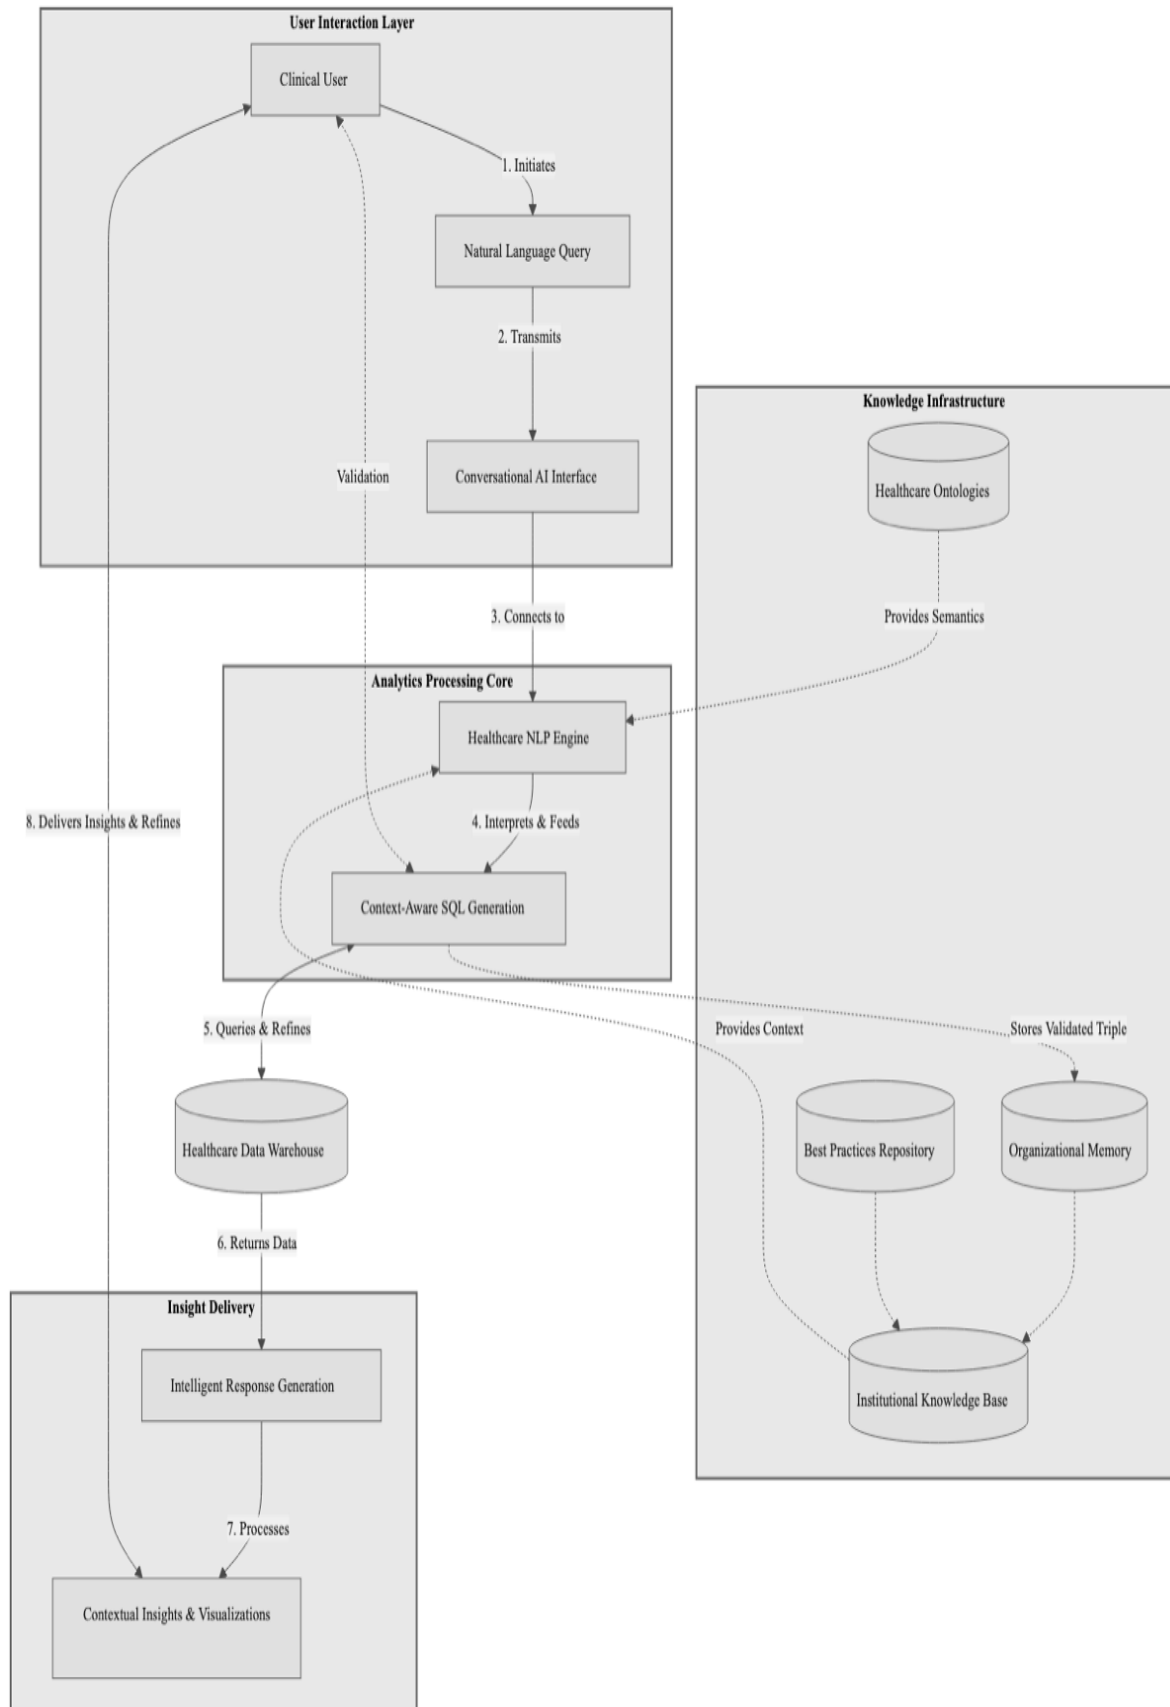 User Interaction Layer
Clinical User
1. Initiates
Natural Language Query
2. Transmits
Knowledge Infrastructure
Healthcare Ontologies
Validation
Conversational AI Interface
3. Connects to
Provides Semantics
Analytics Processing Core
Healthcare NLP Engine
8. Delivers Insights & Refines
4. Interprets & Feeds
Context-Aware SQL Generation
5. Queries & Refines
Provides Context
Stores Validated Triple
Healthcare Data Warehouse
Best Practices Repository
Organizational Memory
6. Returns Data
Insight Delivery
Intelligent Response Generation
Institutional Knowledge Base
7. Processes
Contextual Insights & Visualizations